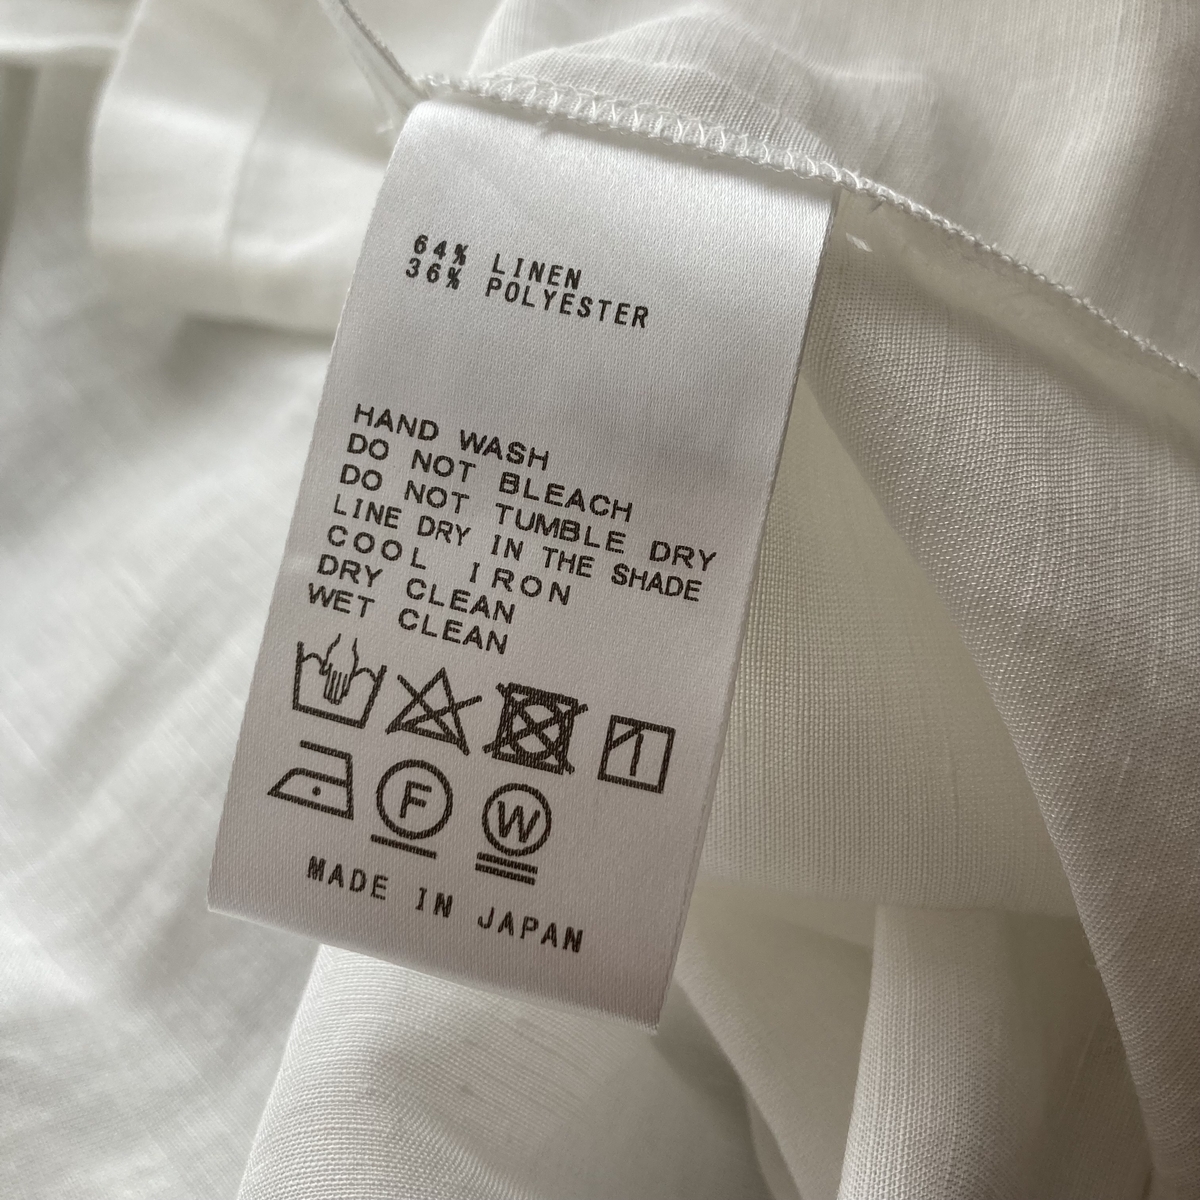 64% LINEN
36% POLYESTER
HAND WASH
DO NOT BLEACH
DO NOT TUMBLE DRY
LINE DRY IN THE SHADE
COOL IRON
DRY CLEAN
WET CLEAN
F W
MADE IN JAPAN